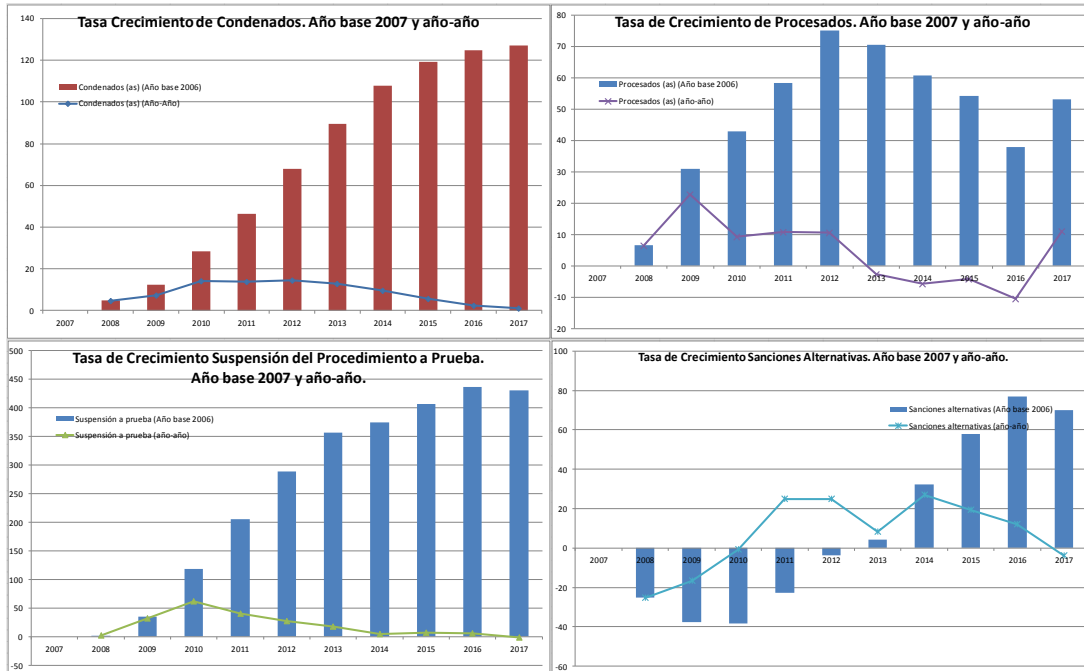 Tasa Crecimiento de Condenados. Año base 2007 y año-año
140
120
100
80
60
40
20
0
Condenados (as) (Año base 2006)
Condenados (as) (Año-Año)
2007 2008 2009 2010 2011 2012 2013 2014 2015 2016 2017
Tasa de Crecimiento de Procesados. Año base 2007 y año-año
80
70
60
50
40
30
20
10
0
-10
-20
Procesados (as) (Año base 2006)
Procesados (as) (año-año)
2007 2008 2009 2010 2011 2012 2013 2014 2015 2016 2017
Tasa de Crecimiento Suspensión del Procedimiento a Prueba.
Año base 2007 y año-año.
500
450
400
350
300
250
200
150
100
50
0
-50
Suspensión a prueba (Año base 2006)
Suspensión a prueba (año-año)
2007 2008 2009 2010 2011 2012 2013 2014 2015 2016 2017
Tasa de Crecimiento Sanciones Alternativas. Año base 2007 y año-año.
100
80
60
40
20
0
-20
-40
-60
Sanciones alternativas (Año base 2006)
Sanciones alternativas (año-año)
2007 2008 2009 2010 2011 2012 2013 2014 2015 2016 2017